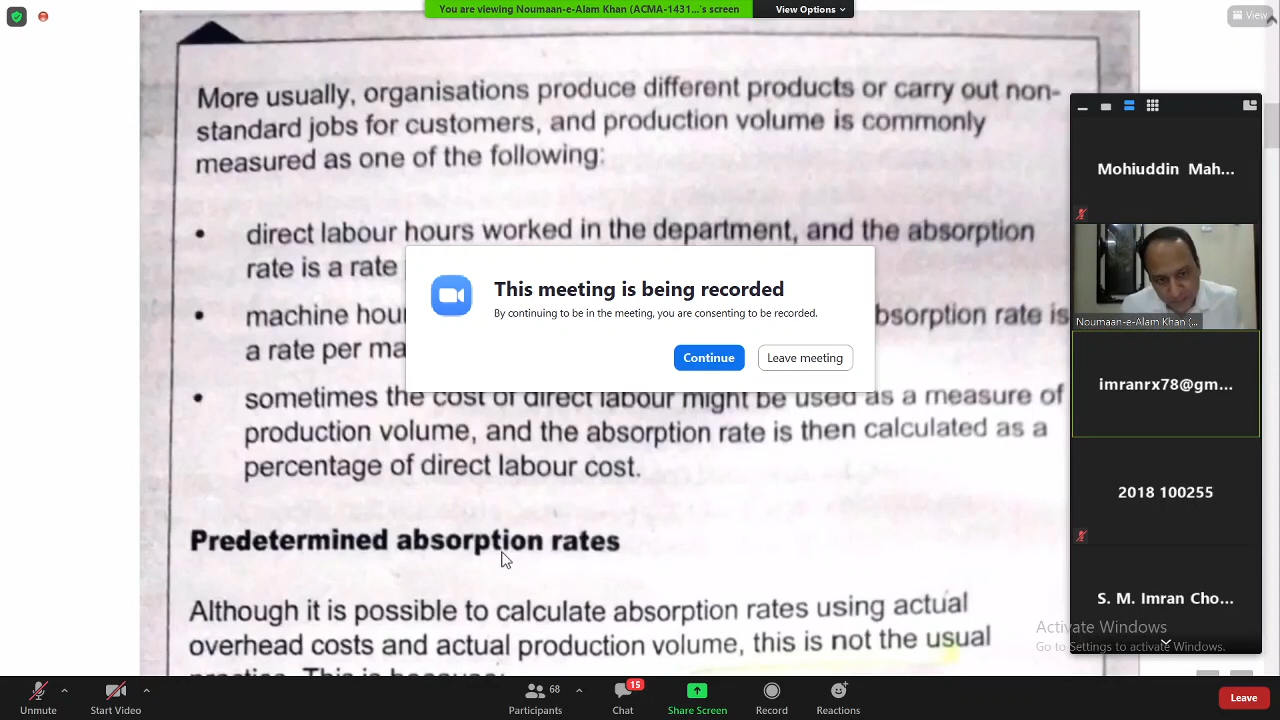 You are viewing Noumaan-e-Alam Khan (ACMA-1431...'s screen
View Options
View
More usually, organisations produce different products or carry out non-
standard jobs for customers, and production volume is commonly
measured as one of the following:
• direct labour hours worked in the department, and the absorption
rate is a rate
• machine hou
bsorption rate is
a rate per ma
• sometimes the cost of direct labour might be used as a measure of
production volume, and the absorption rate is then calculated as a
percentage of direct labour cost.
Predetermined absorption rates
Although it is possible to calculate absorption rates using actual
overhead costs and actual production volume, this is not the usual
This meeting is being recorded
By continuing to be in the meeting, you are consenting to be recorded.
Continue
Leave meeting
Mohiuddin Mah...
Noumaan-e-Alam Khan (...
imranrx78@gm...
2018 100255
S. M. Imran Cho...
Activate Windows
Go to Settings to activate Windows.
Unmute
Start Video
68
Participants
15
Chat
Share Screen
Record
Reactions
Leave